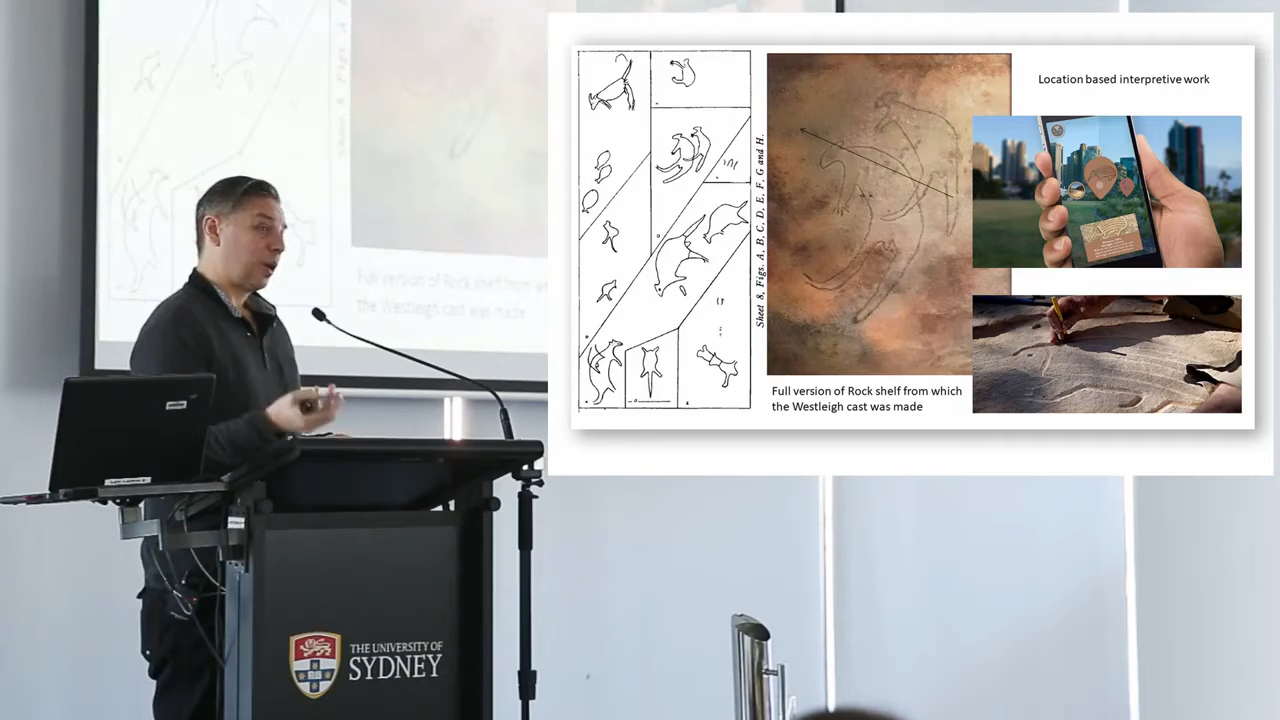 Location based interpretive work
Sheet 8, Figs. A, B, C, D, E, F, G and H.
Full version of Rock shelf from which
the Westleigh cast was made
Full version of Rock shelf from
the Westleigh cast was made
THE UNIVERSITY OF
SYDNEY